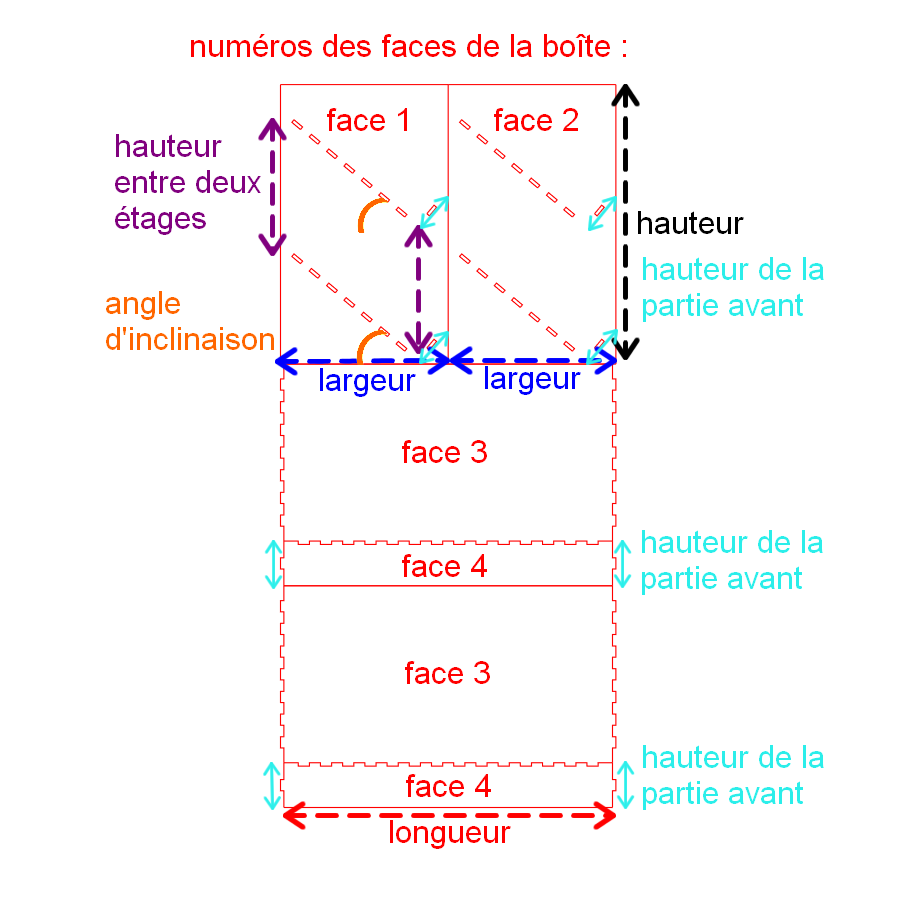 numéros des faces de la boîte :
face 1
face 2
hauteur
entre deux
étages
hauteur
hauteur de la
partie avant
angle
d'inclinaison
largeur
largeur
face 3
hauteur de la
partie avant
face 4
face 3
hauteur de la
partie avant
face 4
longueur